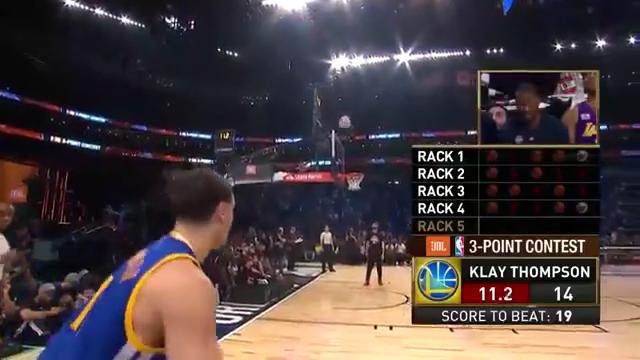 RACK 1
RACK 2
RACK 3
RACK 4
RACK 5
JBL 3-POINT CONTEST
KLAY THOMPSON
11.2 14
SCORE TO BEAT: 19